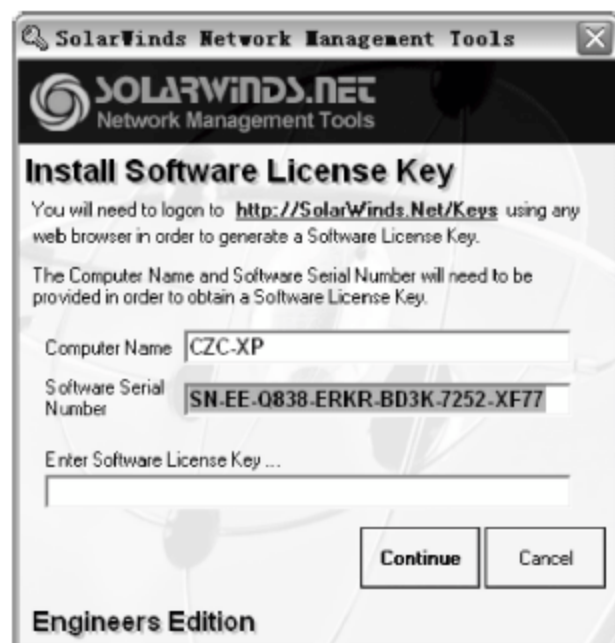 SolarWinds Network Management Tools
SOLARWINDS.NET
Network Management Tools
Install Software License Key
You will need to logon to http://SolarWinds.Net/Keys using any
web browser in order to generate a Software License Key.
The Computer Name and Software Serial Number will need to be
provided in order to obtain a Software License Key.
Computer Name CZC-XP
Software Serial
Number SN-EE-Q838-ERKR-BD3K-7252-XF77
Enter Software License Key ...
Continue Cancel
Engineers Edition